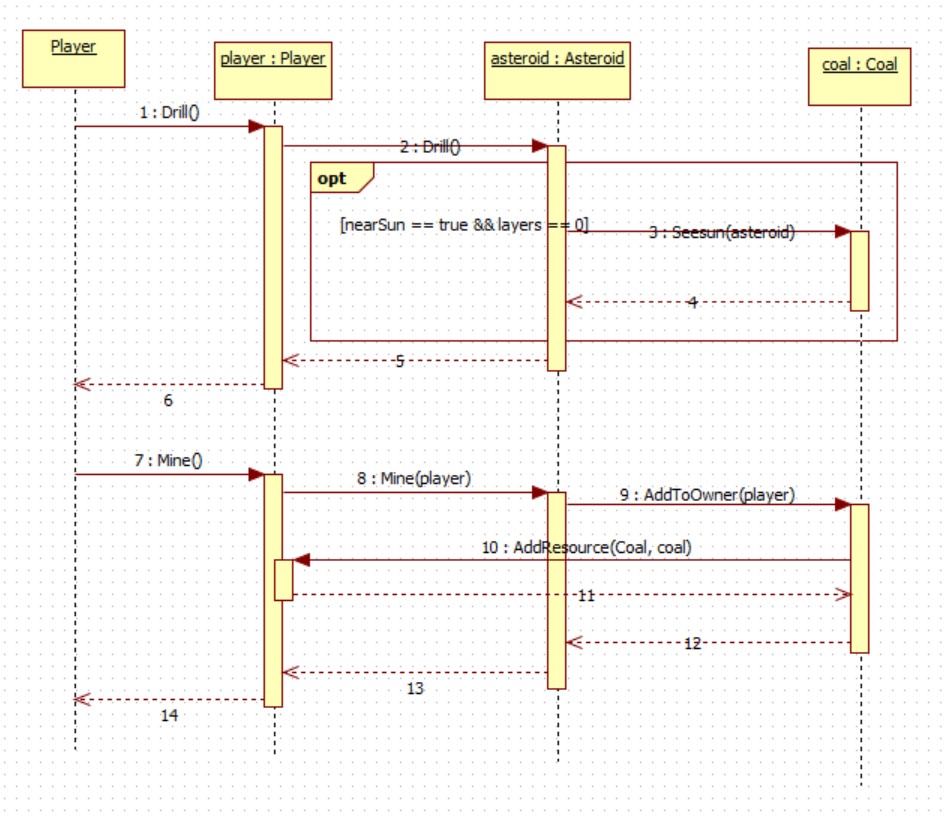 Player
player : Player
asteroid : Asteroid
coal : Coal
1 : Drill()
2 : Drill()
opt
[nearSun == true && layers == 0]
3 : Seesun(asteroid)
4
5
6
7 : Mine()
8 : Mine(player)
9 : AddToOwner(player)
10 : AddResource(Coal, coal)
11
12
13
14